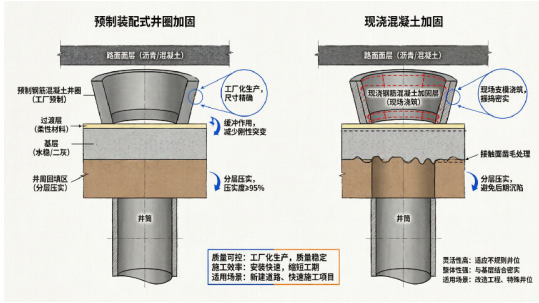 预制装配式井圈加固
现浇混凝土加固
路面面层（沥青/混凝土）
预制钢筋混凝土井圈
（工厂预制）
工厂化生产，
尺寸精确
过渡层
（柔性材料）
缓冲作用，
减少刚性突变
基层
（水稳/二灰）
井周回填区
（分层压实）
分层压实，
压实度≥95%
井筒
质量可控：工厂化生产，质量稳定
施工效率：安装快速，缩短工期
适用场景：新建道路、快速施工项目
路面面层（沥青/混凝土）
现浇钢筋混凝土加固层
（现场浇筑）
现场支模浇筑，
振捣密实
接触面凿毛处理
分层压实，
避免后期沉陷
井筒
灵活性高：适应不规则井位
整体性强：与基层结合密实
适用场景：改造工程、特殊井位